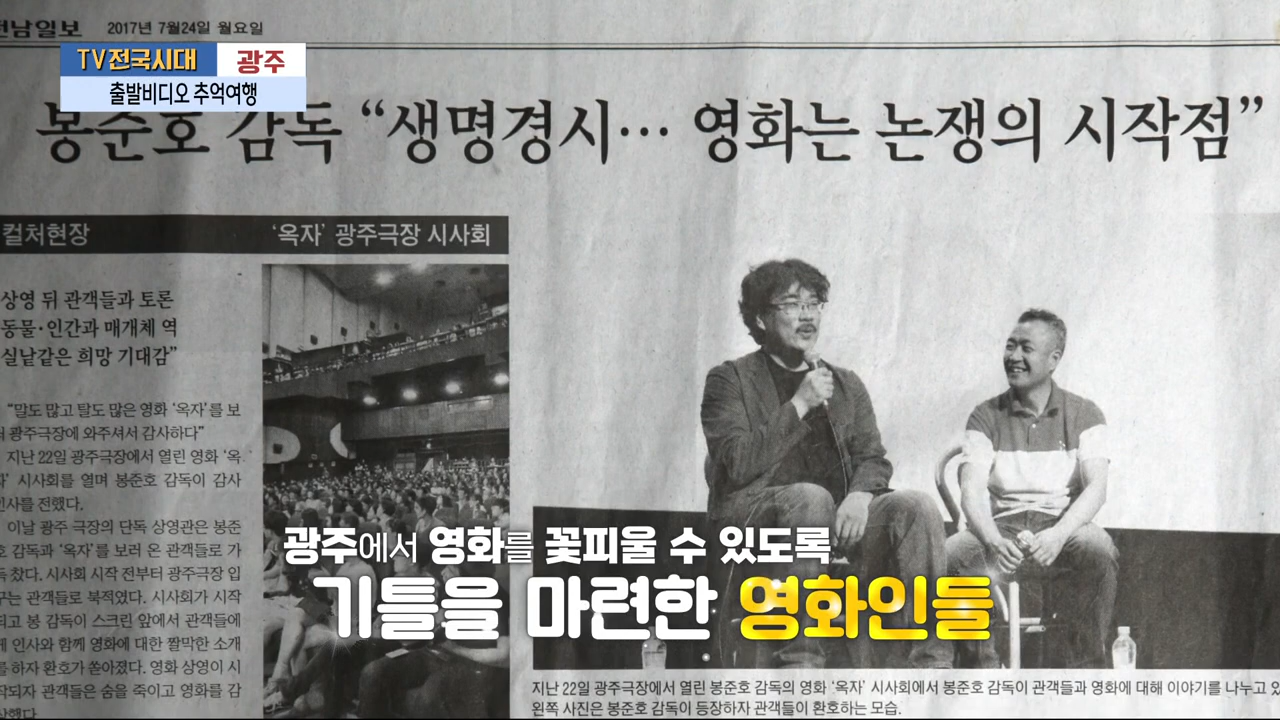 전남일보 2017년 7월24일 월요일
TV전국시대 광주
출발비디오 추억여행
봉준호 감독 “생명경시… 영화는 논쟁의 시작점”
컬처현장
‘옥자’ 광주극장 시사회
상영 뒤 관객들과 토론
동물·인간과 매개체 역
실낱같은 희망 기대감”
“말도 많고 탈도 많은 영화 ‘옥자’를 보
러 광주극장에 와주셔서 감사하다”
지난 22일 광주극장에서 열린 영화 ‘옥
자’ 시사회를 열며 봉준호 감독이 감사
인사를 전했다.
이날 광주 극장의 단독 상영관은 봉준
호 감독과 ‘옥자’를 보러 온 관객들로 가
득 찼다. 시사회 시작 전부터 광주극장 입
구는 관객들로 북적였다. 시사회가 시작
되고 봉 감독이 스크린 앞에서 관객들에
게 인사와 함께 영화에 대한 짤막한 소개
를 하자 환호가 쏟아졌다. 영화 상영이 시
작되자 관객들은 숨을 죽이고 영화를 감
상했다.
광주에서 영화를 꽃피울 수 있도록
기틀을 마련한 영화인들
지난 22일 광주극장에서 열린 봉준호 감독의 영화 ‘옥자’ 시사회에서 봉준호 감독이 관객들과 영화에 대해 이야기를 나누고 있
왼쪽 사진은 봉준호 감독이 등장하자 관객들이 환호하는 모습.